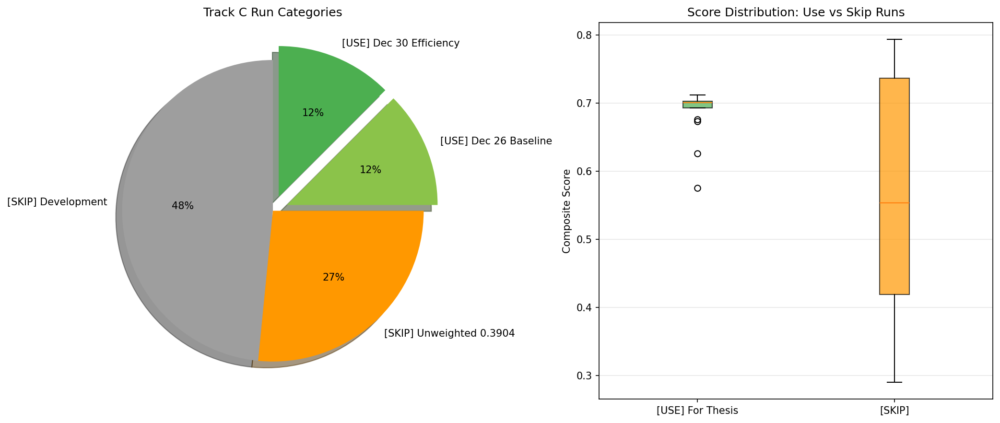 Track C Run Categories
[USE] Dec 30 Efficiency
12%
[USE] Dec 26 Baseline
12%
[SKIP] Development
48%
27%
[SKIP] Unweighted 0.3904
Score Distribution: Use vs Skip Runs
Composite Score
0.8
0.7
0.6
0.5
0.4
0.3
[USE] For Thesis
[SKIP]